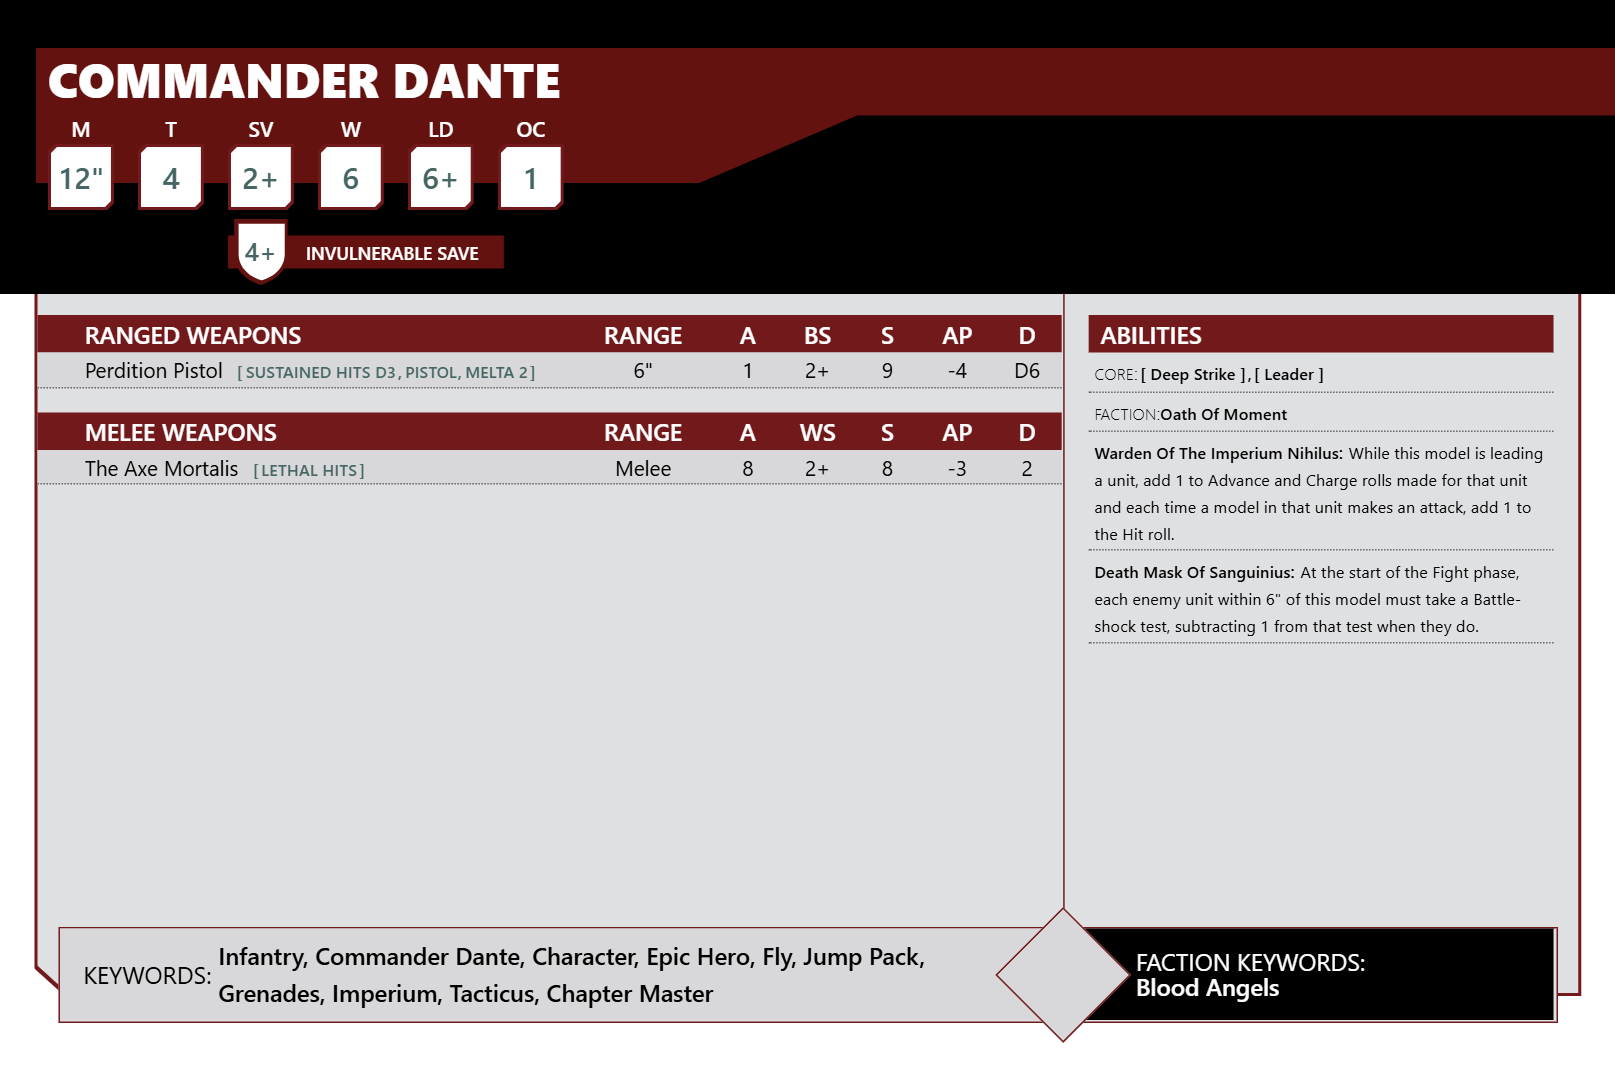 COMMANDER DANTE
M T SV W LD OC
12" 4 2+ 6 6+ 1
4+ INVULNERABLE SAVE
RANGED WEAPONS RANGE A BS S AP D
Perdition Pistol [ SUSTAINED HITS D3, PISTOL, MELTA 2 ] 6" 1 2+ 9 -4 D6
MELEE WEAPONS RANGE A WS S AP D
The Axe Mortalis [ LETHAL HITS ] Melee 8 2+ 8 -3 2
ABILITIES
CORE: [ Deep Strike ], [ Leader ]
FACTION:Oath Of Moment
Warden Of The Imperium Nihilus: While this model is leading
a unit, add 1 to Advance and Charge rolls made for that unit
and each time a model in that unit makes an attack, add 1 to
the Hit roll.
Death Mask Of Sanguinius: At the start of the Fight phase,
each enemy unit within 6" of this model must take a Battle-
shock test, subtracting 1 from that test when they do.
KEYWORDS: Infantry, Commander Dante, Character, Epic Hero, Fly, Jump Pack,
Grenades, Imperium, Tacticus, Chapter Master
FACTION KEYWORDS:
Blood Angels